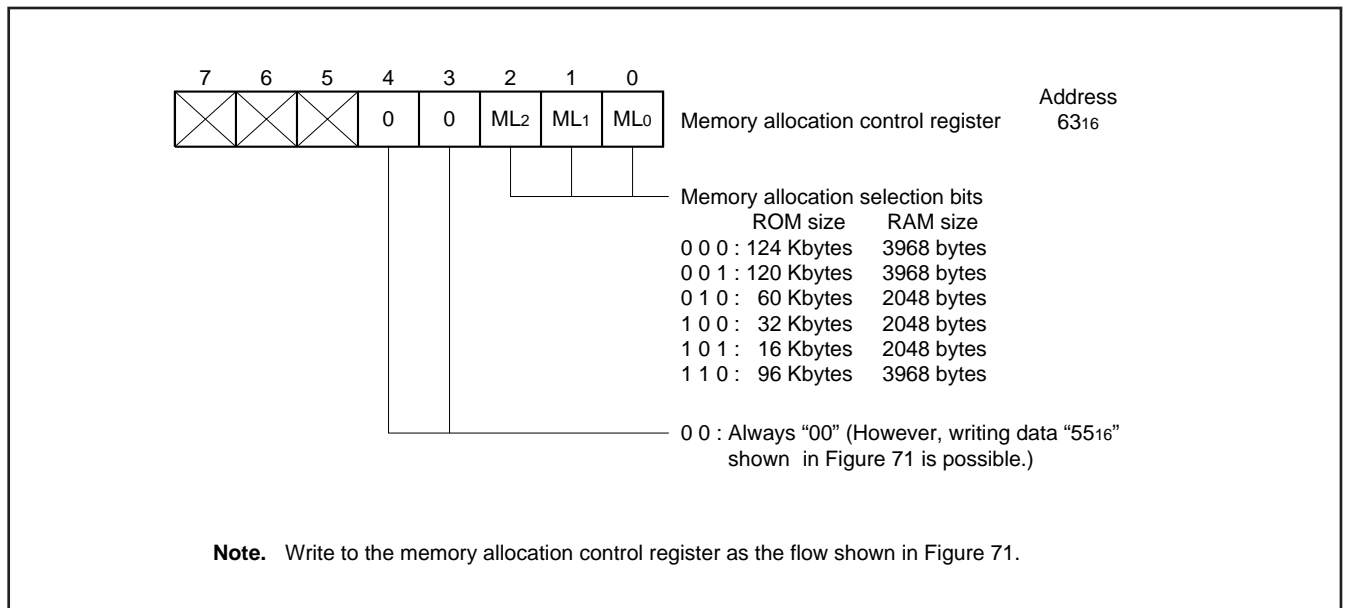 7 6 5 4 3 2 1 0
Address
0 0 ML2 ML1 ML0 Memory allocation control register 6316
Memory allocation selection bits
ROM size RAM size
0 0 0 : 124 Kbytes 3968 bytes
0 0 1 : 120 Kbytes 3968 bytes
0 1 0 : 60 Kbytes 2048 bytes
1 0 0 : 32 Kbytes 2048 bytes
1 0 1 : 16 Kbytes 2048 bytes
1 1 0 : 96 Kbytes 3968 bytes
0 0 : Always “00” (However, writing data “5516”
shown in Figure 71 is possible.)
Note. Write to the memory allocation control register as the flow shown in Figure 71.